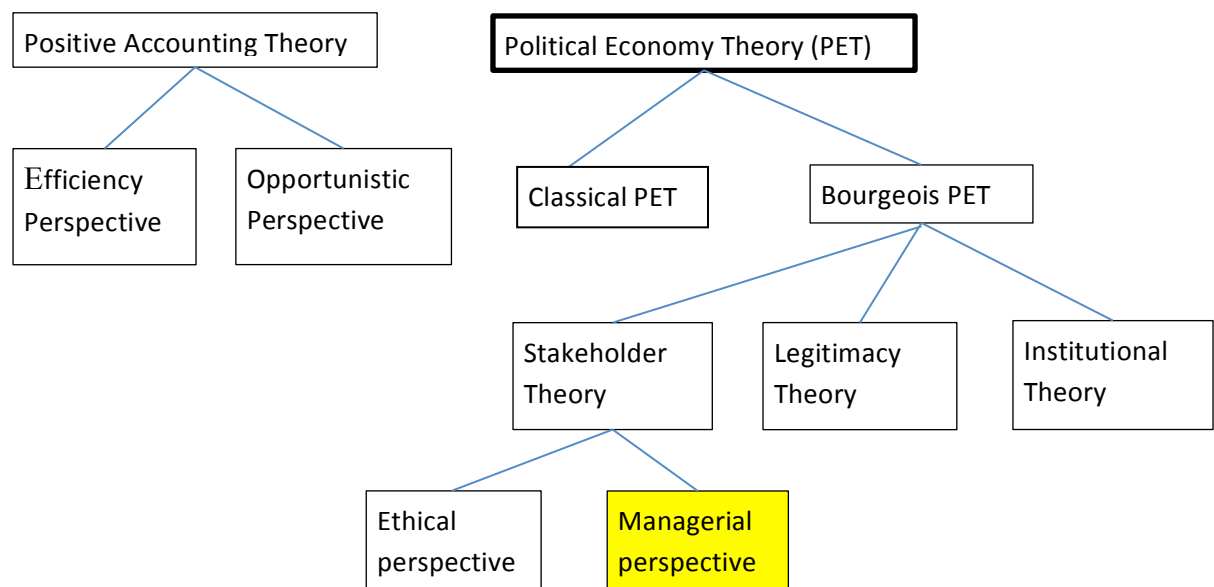 Positive Accounting Theory
Political Economy Theory (PET)
Efficiency
Perspective
Opportunistic
Perspective
Classical PET
Bourgeois PET
Stakeholder
Theory
Legitimacy
Theory
Institutional
Theory
Ethical
perspective
Managerial
perspective